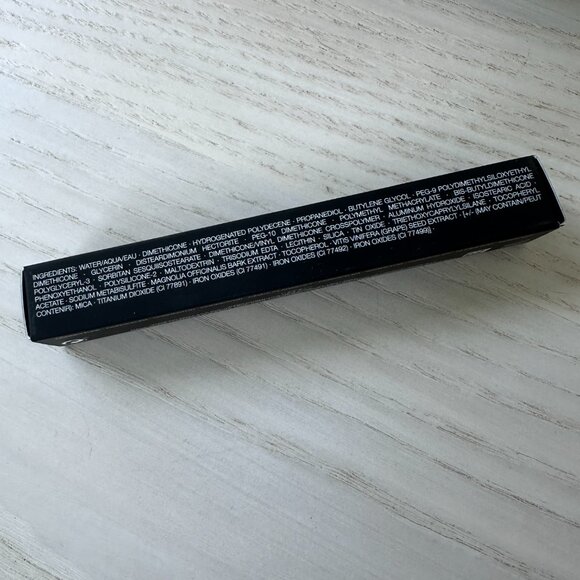 INGREDIENTS: WATER/AQUA/EAU · DIMETHICONE · HYDROGENATED POLYDECENE · PROPANEDIOL · BUTYLENE GLYCOL · PEG-9 POLYDIMETHYLSILOXYETHYL
DIMETHICONE · GLYCERIN · DISTEARDIMONIUM HECTORITE · PEG-10 DIMETHICONE · POLYMETHYL METHACRYLATE · BIS-BUTYLDIMETHICONE
POLYGLYCERYL-3 · SORBITAN SESQUIISOSTEARATE · DIMETHICONE/VINYL DIMETHICONE CROSSPOLYMER · ALUMINUM HYDROXIDE · ISOSTEARIC ACID ·
PHENOXYETHANOL · POLYSILICONE-2 · MALTODEXTRIN · TRISODIUM EDTA · LECITHIN · SILICA · TIN OXIDE · TRIETHOXYCAPRYLYLSILANE · TOCOPHERYL
ACETATE · SODIUM METABISULFITE · MAGNOLIA OFFICINALIS BARK EXTRACT · TOCOPHEROL · VITIS VINIFERA (GRAPE) SEED EXTRACT · [+/- (MAY CONTAIN/PEUT
CONTENIR): MICA · TITANIUM DIOXIDE (CI 77891) · IRON OXIDES (CI 77491) · IRON OXIDES (CI 77492) · IRON OXIDES (CI 77499)]